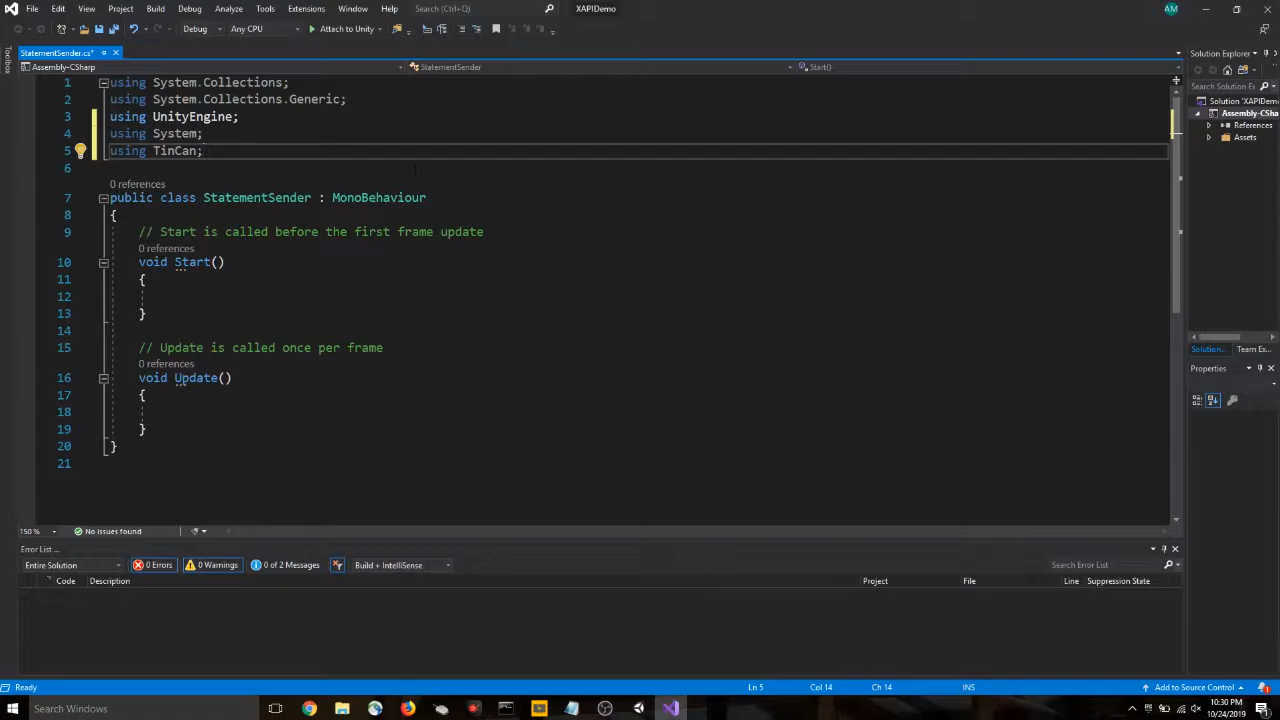 File Edit View Project Build Debug Analyze Tools Extensions Window Help Search (Ctrl+Q) XAPIDemo AM
Debug Any CPU Attach to Unity
Toolbox
StatementSender.cs* Solution Explorer
Assembly-CSharp StatementSender Start()
Search Solution Ex
Solution 'XAPIDemo
Assembly-CSha
References
Assets
1 using System.Collections;
2 using System.Collections.Generic;
3 using UnityEngine;
4 using System;
5 using TinCan;
6
0 references
7 public class StatementSender : MonoBehaviour
8 {
9 // Start is called before the first frame update
0 references
10 void Start()
11 {
12
13 }
14
15 // Update is called once per frame
0 references
16 void Update()
17 {
18
19 }
20 }
21
Solution... Team Ex...
Properties
150 % No issues found
Error List ...
Entire Solution 0 Errors 0 Warnings 0 of 2 Messages Build + IntelliSense Search Error List
Code Description Project File Line Suppression State
Ready Ln 5 Col 14 Ch 14 INS Add to Source Control 1
Search Windows 10:30 PM
10/24/2019